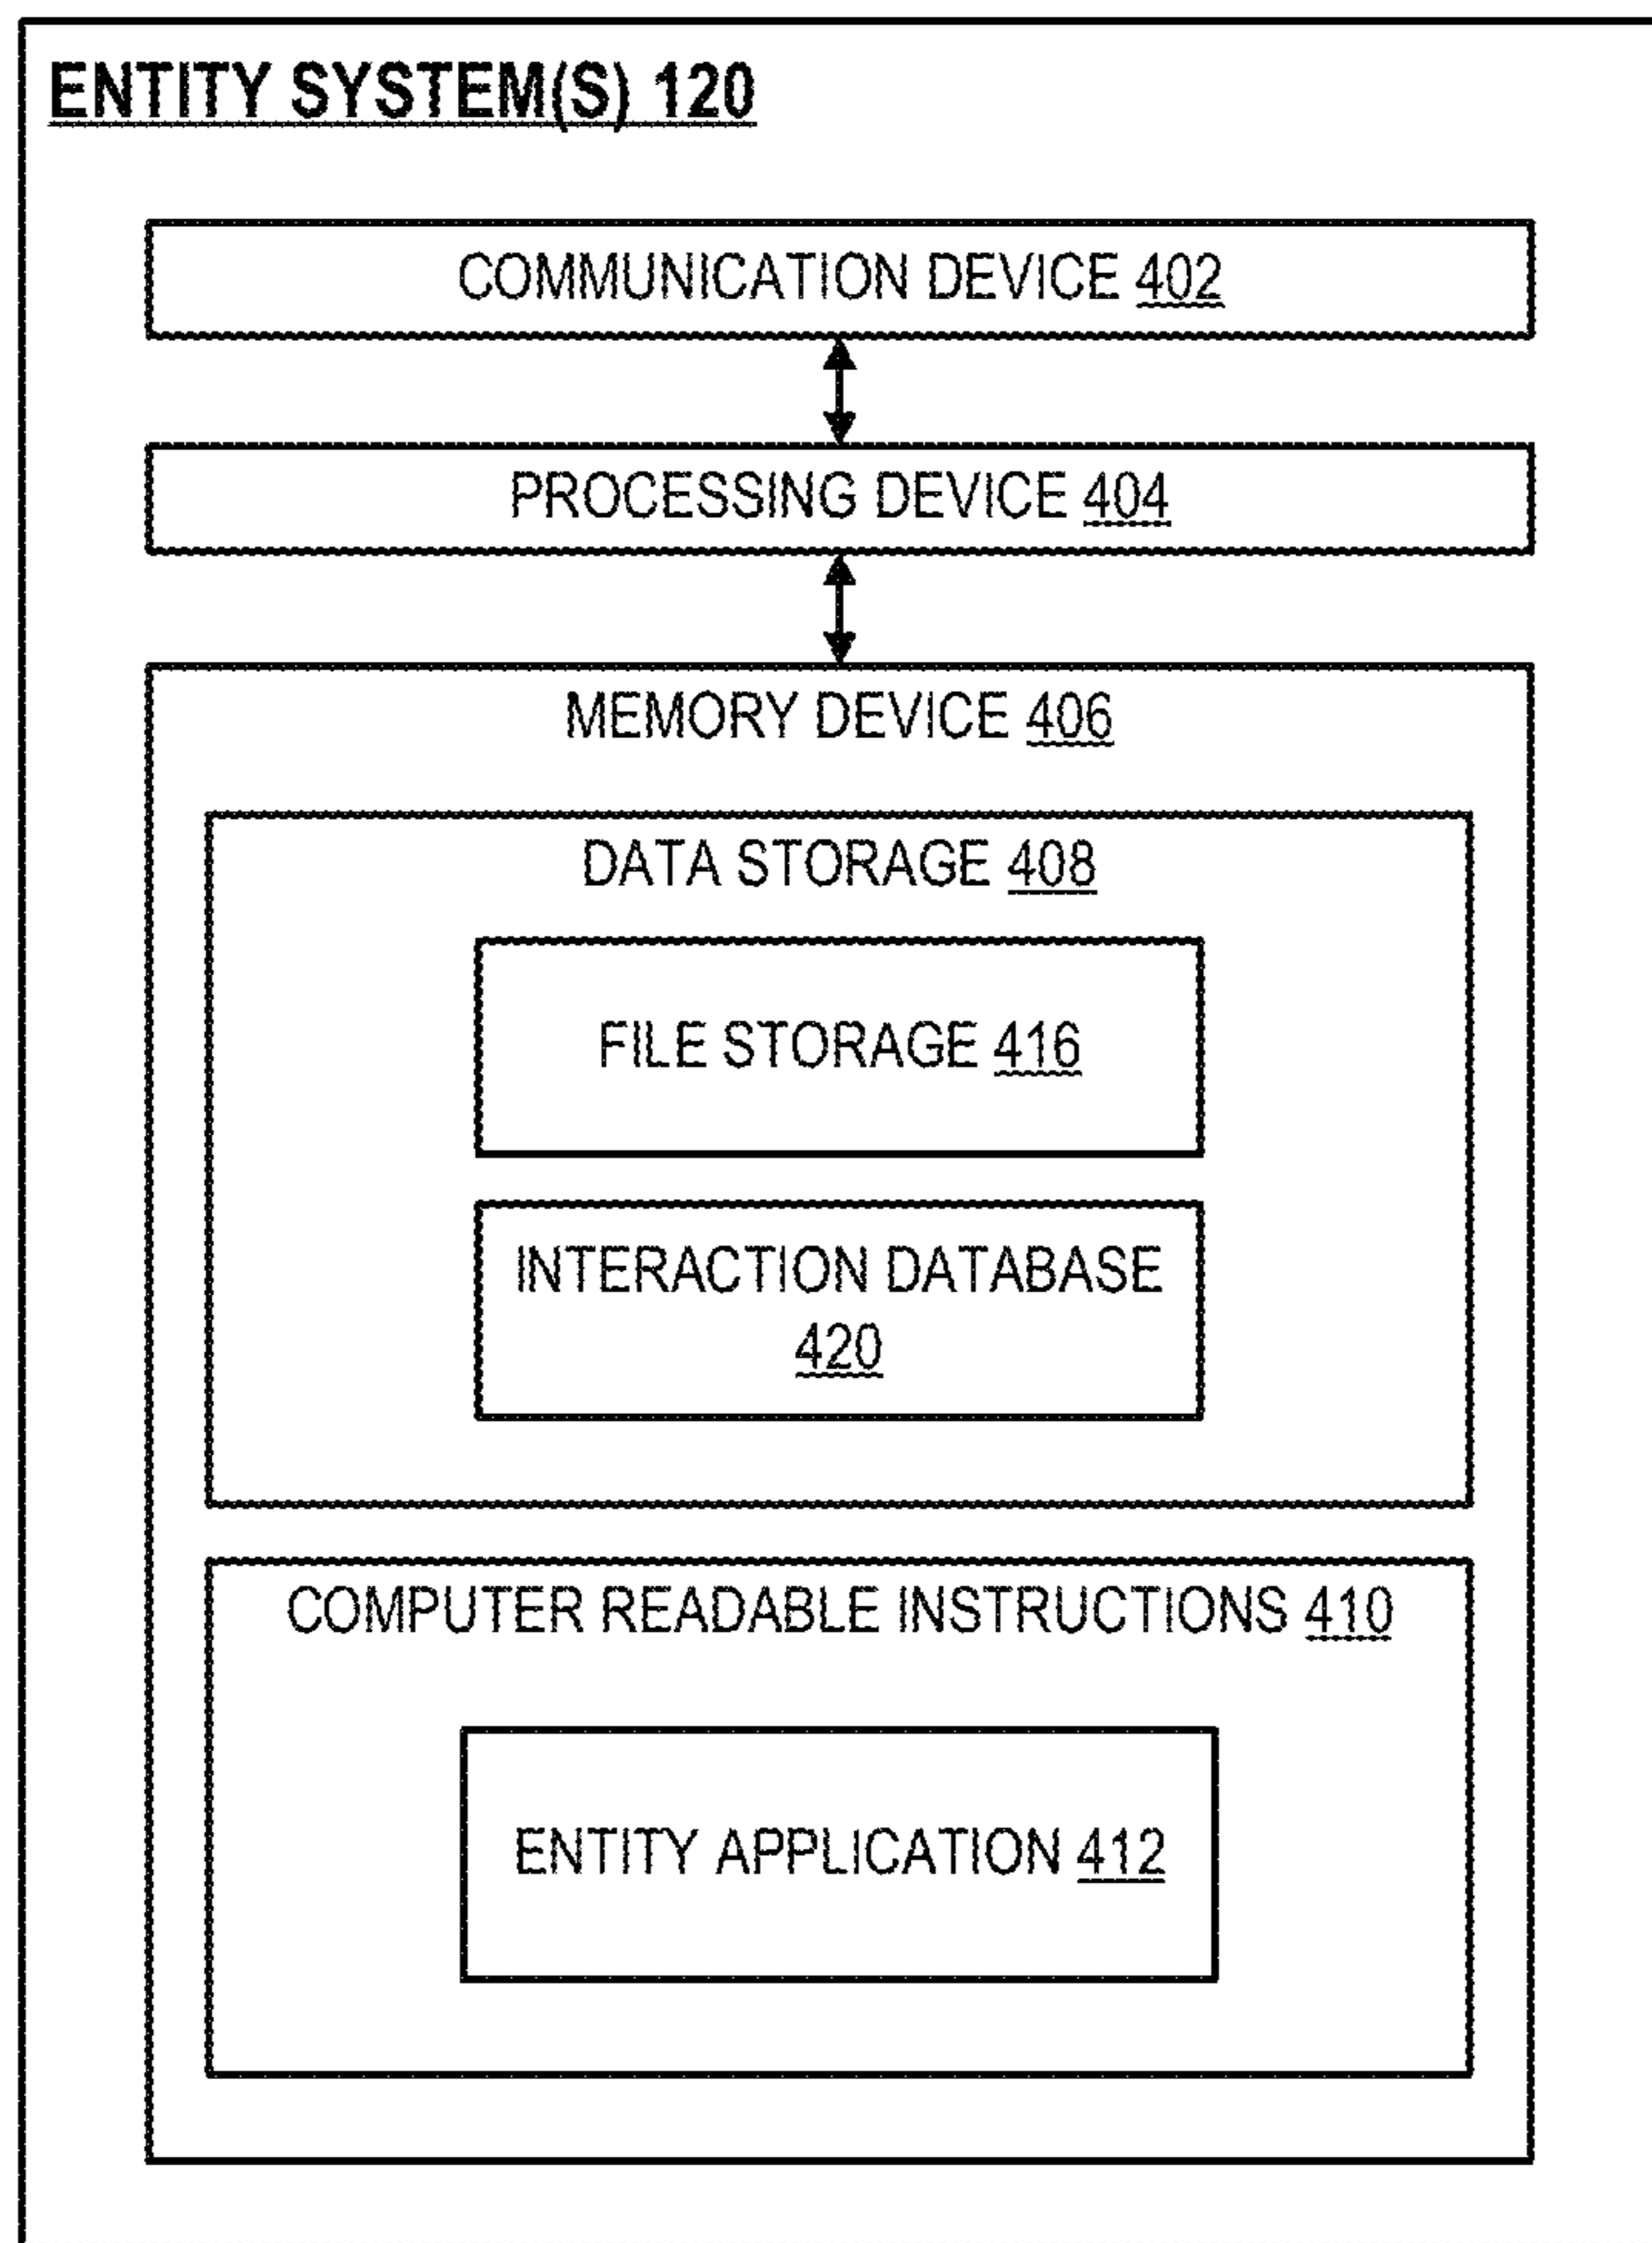 ENTITY SYSTEM(S) 120
COMMUNICATION DEVICE 402
PROCESSING DEVICE 404
MEMORY DEVICE 406
DATA STORAGE 408
FILE STORAGE 416
INTERACTION DATABASE
420
COMPUTER READABLE INSTRUCTIONS 410
ENTITY APPLICATION 412